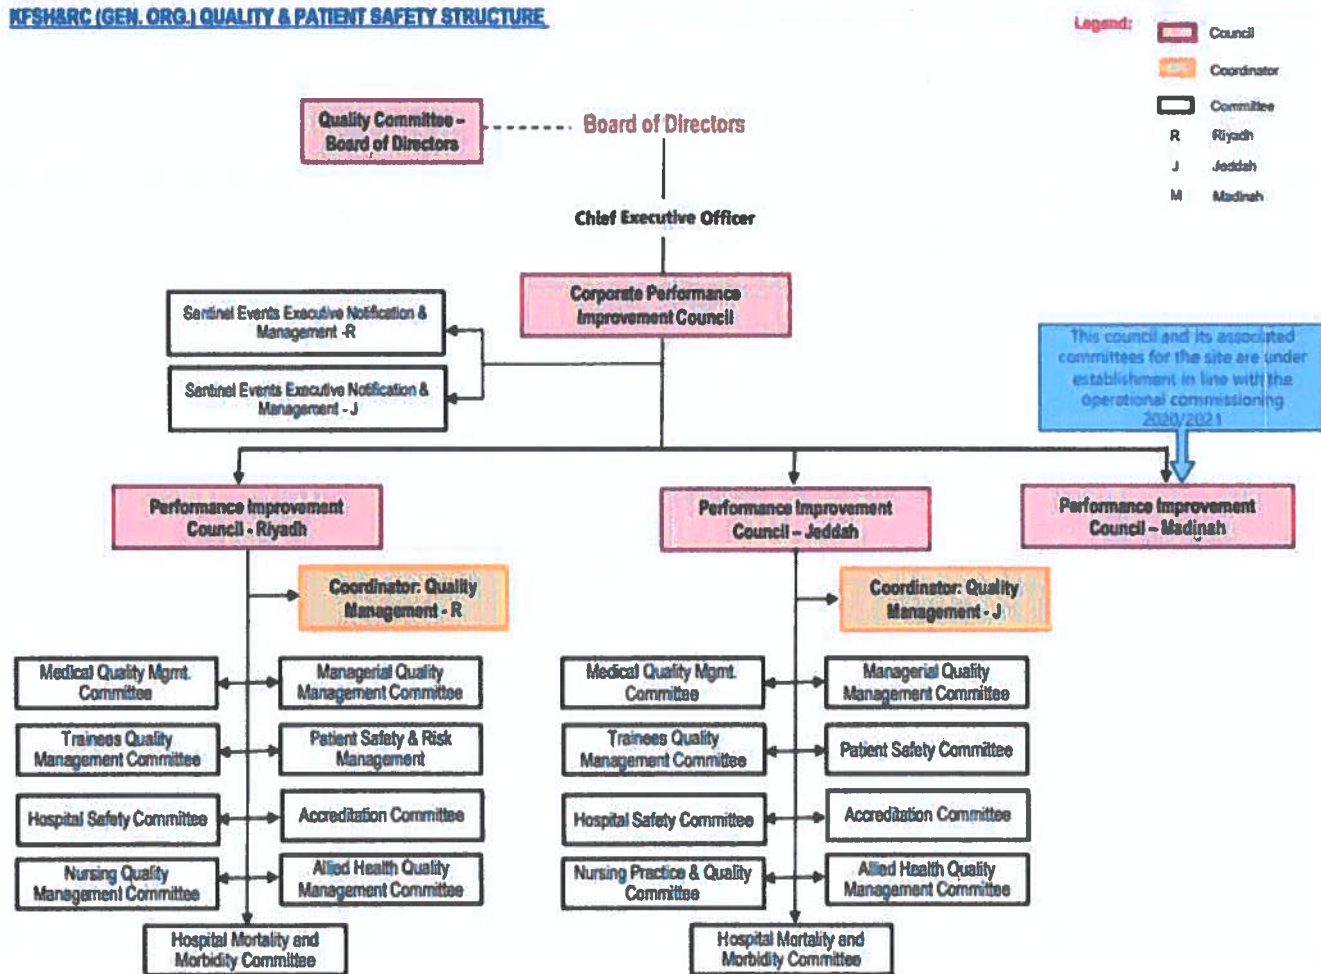 KFSH&RC (GEN. ORG.) QUALITY & PATIENT SAFETY STRUCTURE
Legend:
Council
Coordinator
Committee
R Riyadh
J Jeddah
M Madinah
Quality Committee –
Board of Directors
Board of Directors
Chief Executive Officer
Corporate Performance
Improvement Council
Sentinel Events Executive Notification &
Management -R
Sentinel Events Executive Notification &
Management - J
This council and its associated
committees for the site are under
establishment in line with the
operational commissioning
2020/2021
Performance Improvement
Council - Riyadh
Performance Improvement
Council – Jeddah
Performance Improvement
Council – Madinah
Coordinator: Quality
Management - R
Coordinator: Quality
Management - J
Medical Quality Mgmt.
Committee
Managerial Quality
Management Committee
Trainees Quality
Management Committee
Patient Safety & Risk
Management
Hospital Safety Committee
Accreditation Committee
Nursing Quality
Management Committee
Allied Health Quality
Management Committee
Hospital Mortality and
Morbidity Committee
Medical Quality Mgmt.
Committee
Managerial Quality
Management Committee
Trainees Quality
Management Committee
Patient Safety Committee
Hospital Safety Committee
Accreditation Committee
Nursing Practice & Quality
Committee
Allied Health Quality
Management Committee
Hospital Mortality and
Morbidity Committee